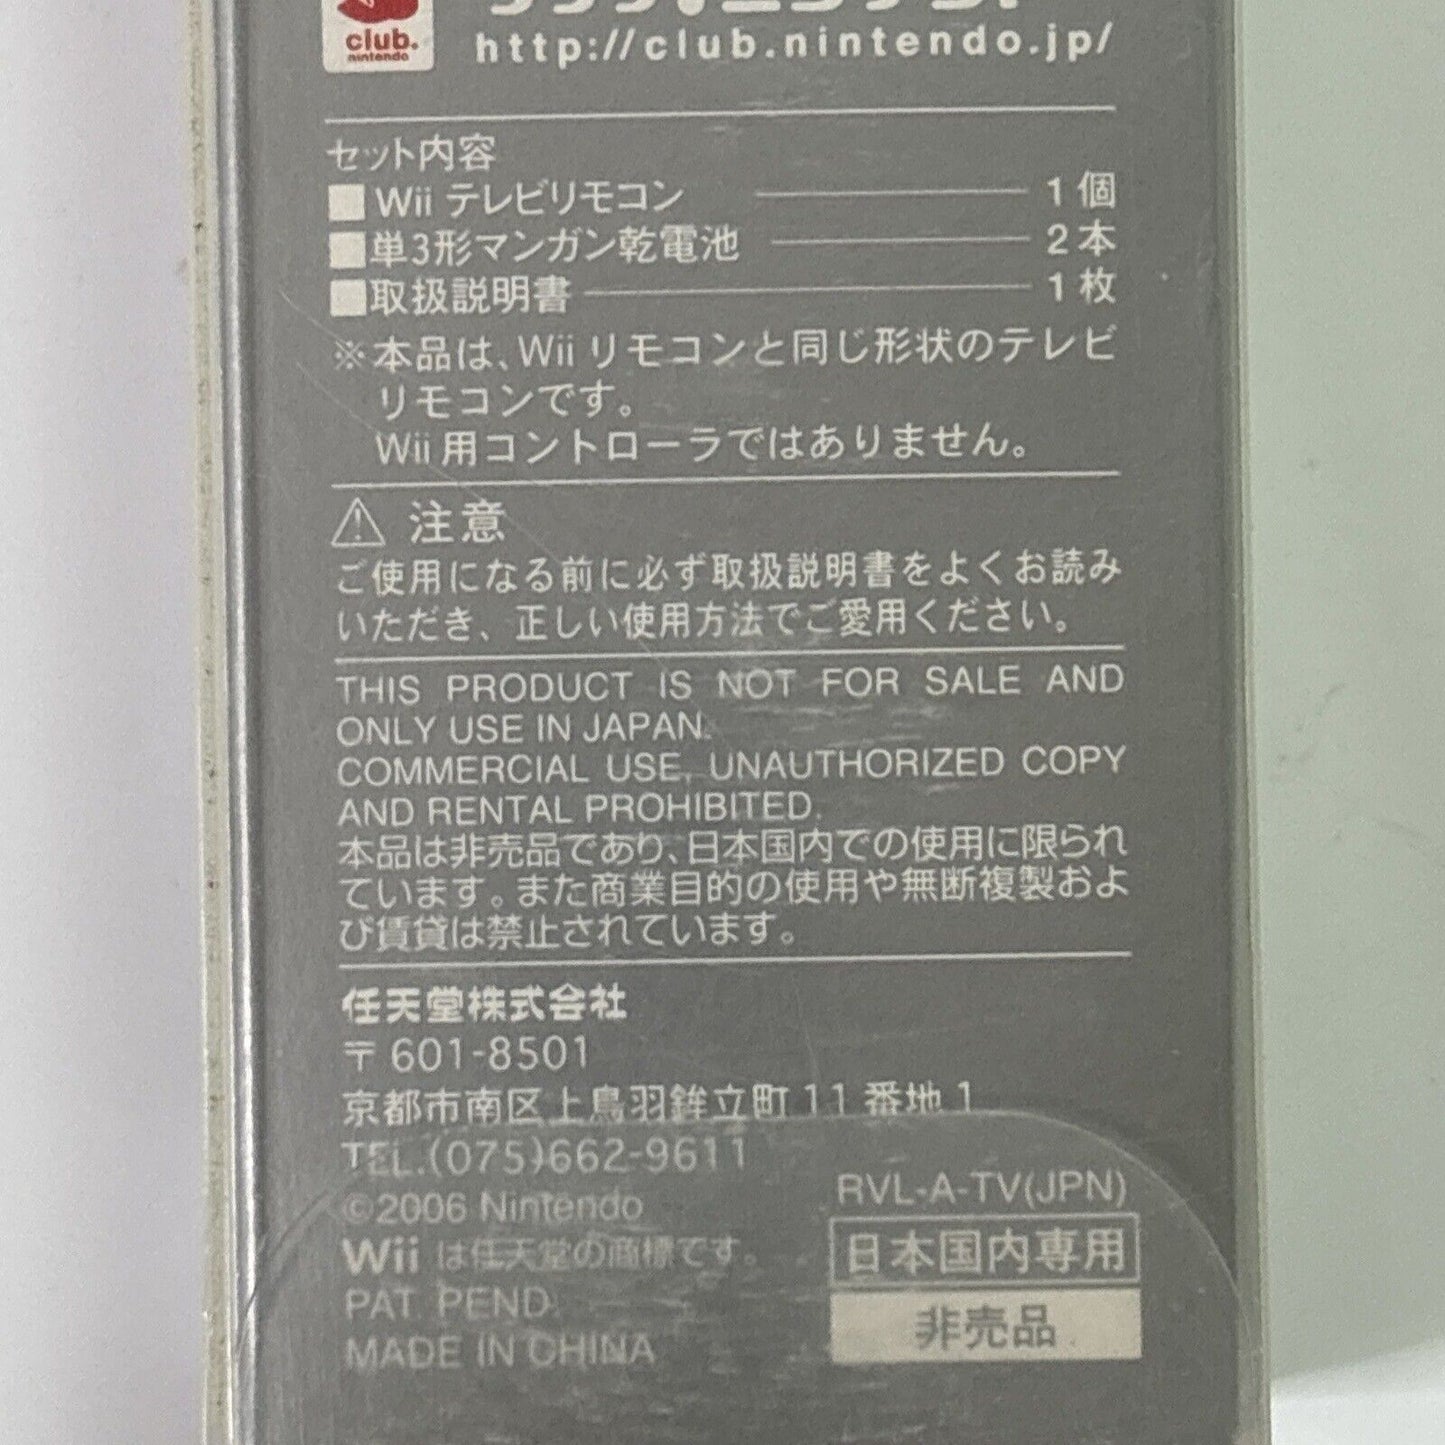 club.
nintendo
http://club.nintendo.jp/
セット内容
■Wii テレビリモコン 1個
■単3形マンガン乾電池 2本
■取扱説明書 1枚
※本品は、Wii リモコンと同じ形状のテレビ
リモコンです。
Wii 用コントローラではありません。
注意
ご使用になる前に必ず取扱説明書をよくお読み
いただき、正しい使用方法でご愛用ください。
THIS PRODUCT IS NOT FOR SALE AND
ONLY USE IN JAPAN.
COMMERCIAL USE, UNAUTHORIZED COPY
AND RENTAL PROHIBITED.
本品は非売品であり、日本国内での使用に限られ
ています。また商業目的の使用や無断複製およ
び賃貸は禁止されています。
任天堂株式会社
〒601-8501
京都市南区上鳥羽鉾立町11番地1
TEL.(075)662-9611
©2006 Nintendo
Wii は任天堂の商標です。
PAT. PEND.
MADE IN CHINA
RVL-A-TV(JPN)
日本国内専用
非売品